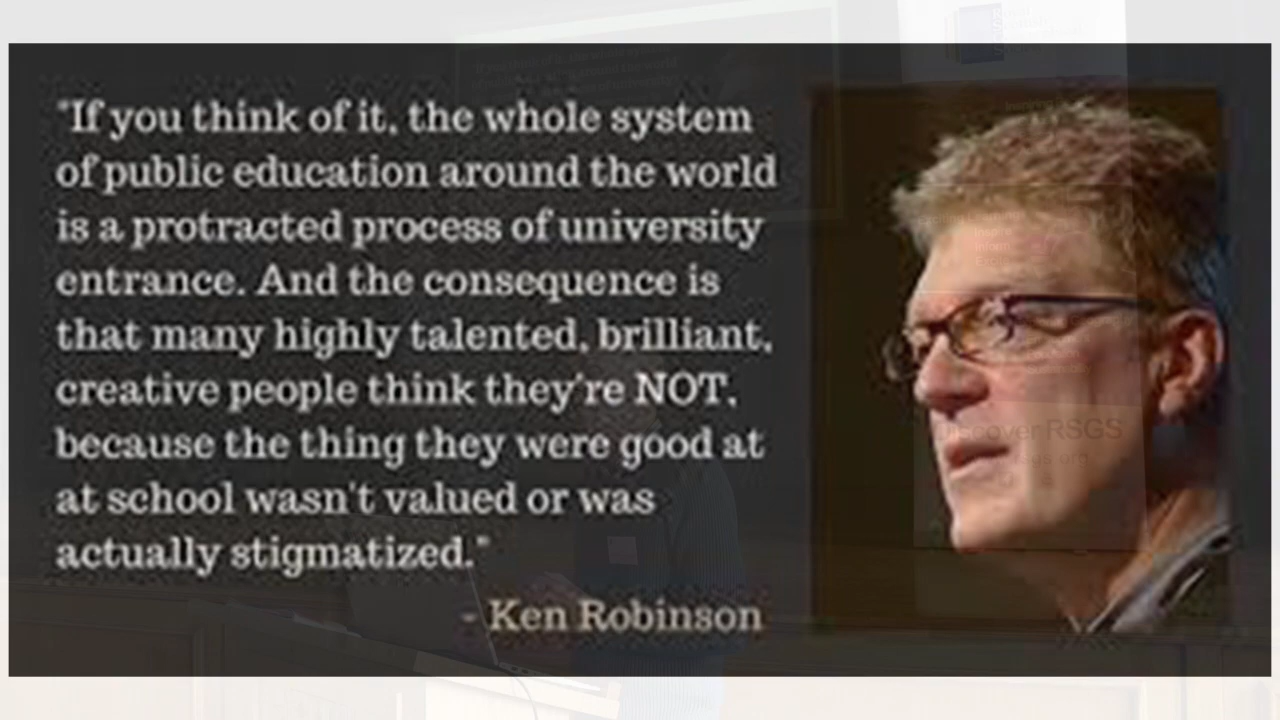 "If you think of it, the whole system
of public education around the world
is a protracted process of university
entrance. And the consequence is
that many highly talented, brilliant,
creative people think they're NOT,
because the thing they were good at
at school wasn't valued or was
actually stigmatized."
- Ken Robinson
RSGS